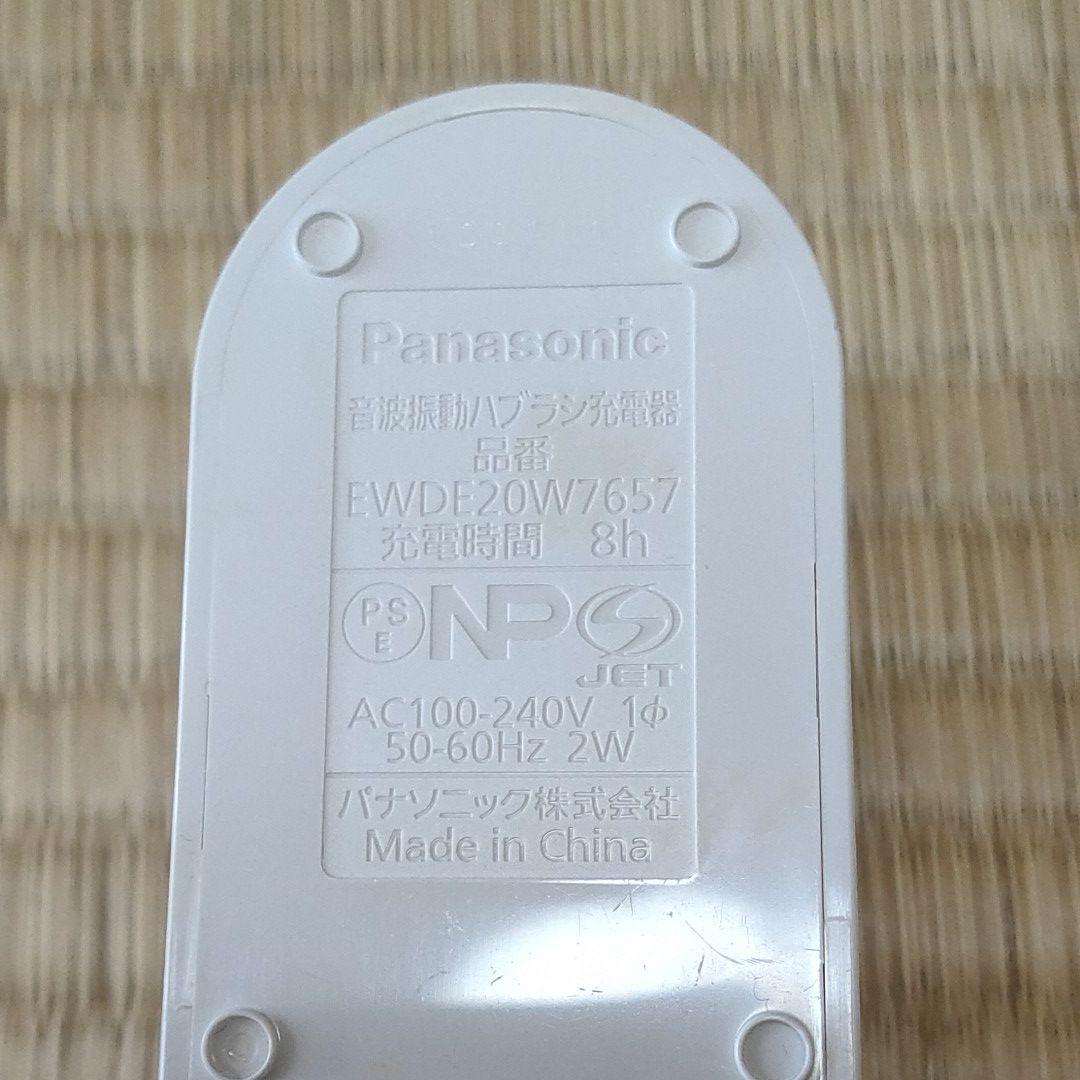 Panasonic
音波振動ハブラシ充電器
品番
EWDE20W7657
充電時間 8h
PS
E
NP
JET
AC100-240V 1φ
50-60Hz 2W
パナソニック株式会社
Made in China